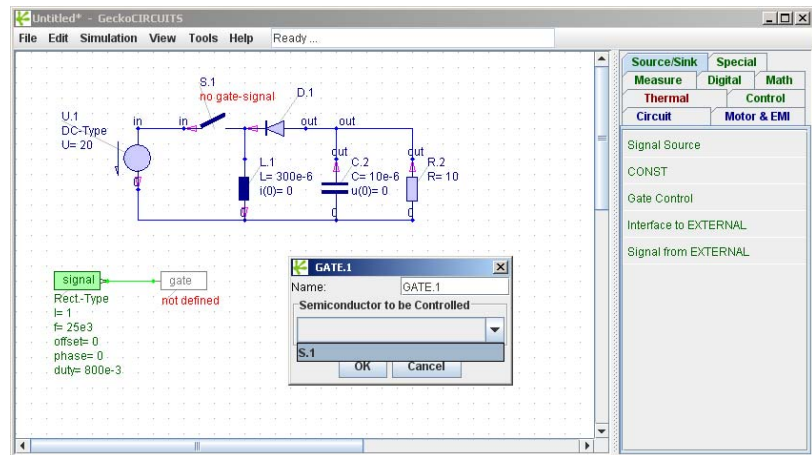 Untitled* - GeckoCIRCUITS
File Edit Simulation View Tools Help Ready ...
Source/Sink Special
Measure Digital Math
Thermal Control
Circuit Motor & EMI
Signal Source
CONST
Gate Control
Interface to EXTERNAL
Signal from EXTERNAL
S.1
no gate-signal
D.1
U.1
DC-Type
U= 20
in
in
out
out
out
out
L.1
L= 300e-6
i(0)= 0
C.2
C= 10e-6
u(0)= 0
R.2
R= 10
0
0
0
0
signal
gate
not defined
Rect.-Type
I= 1
f= 25e3
offset= 0
phase= 0
duty= 800e-3
GATE.1
Name: GATE.1
Semiconductor to be Controlled
S.1
OK Cancel